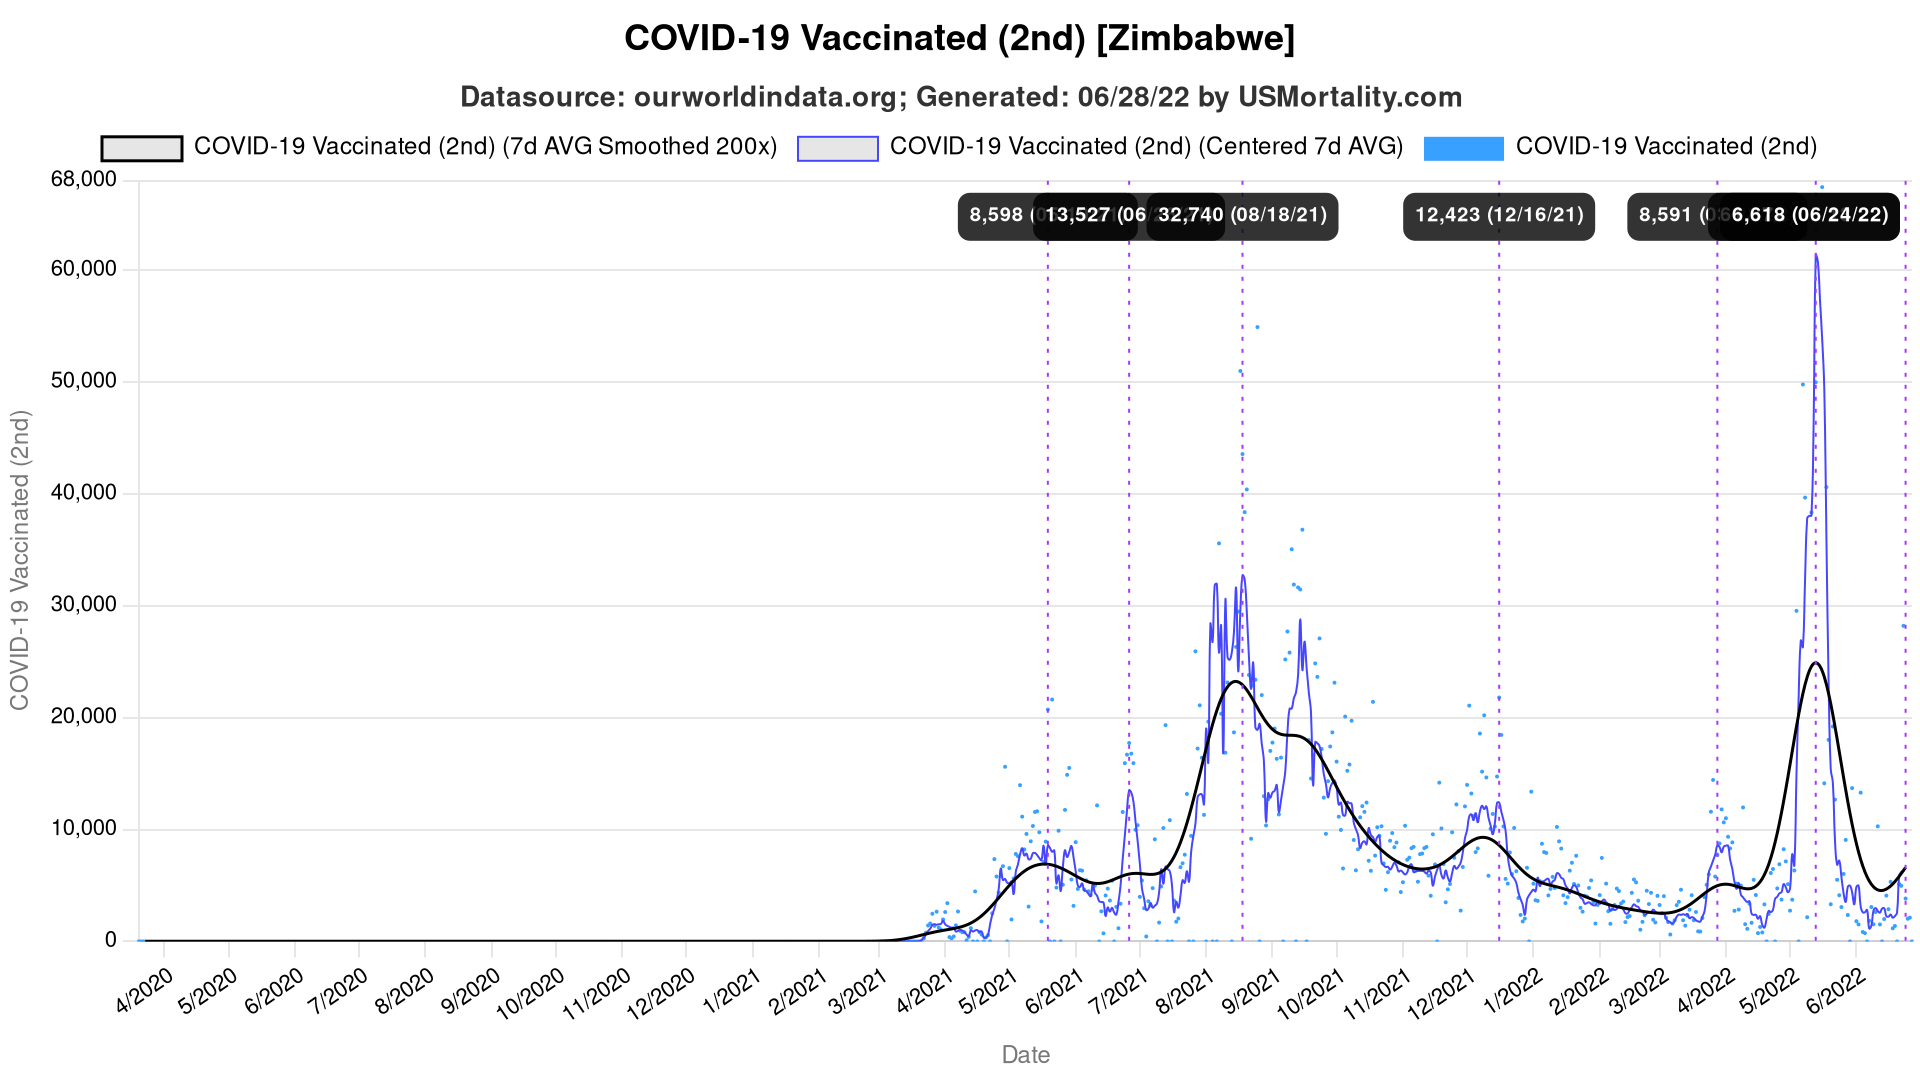 COVID-19 Vaccinated (2nd) [Zimbabwe]
Datasource: ourworldindata.org; Generated: 06/28/22 by USMortality.com
COVID-19 Vaccinated (2nd) (7d AVG Smoothed 200x) COVID-19 Vaccinated (2nd) (Centered 7d AVG) COVID-19 Vaccinated (2nd)
68,000
60,000
50,000
40,000
30,000
20,000
10,000
0
8,598 13,527 (06 32,740 (08/18/21) 12,423 (12/16/21) 8,591 6,618 (06/24/22)
COVID-19 Vaccinated (2nd)
4/2020 5/2020 6/2020 7/2020 8/2020 9/2020 10/2020 11/2020 12/2020 1/2021 2/2021 3/2021 4/2021 5/2021 6/2021 7/2021 8/2021 9/2021 10/2021 11/2021 12/2021 1/2022 2/2022 3/2022 4/2022 5/2022 6/2022
Date